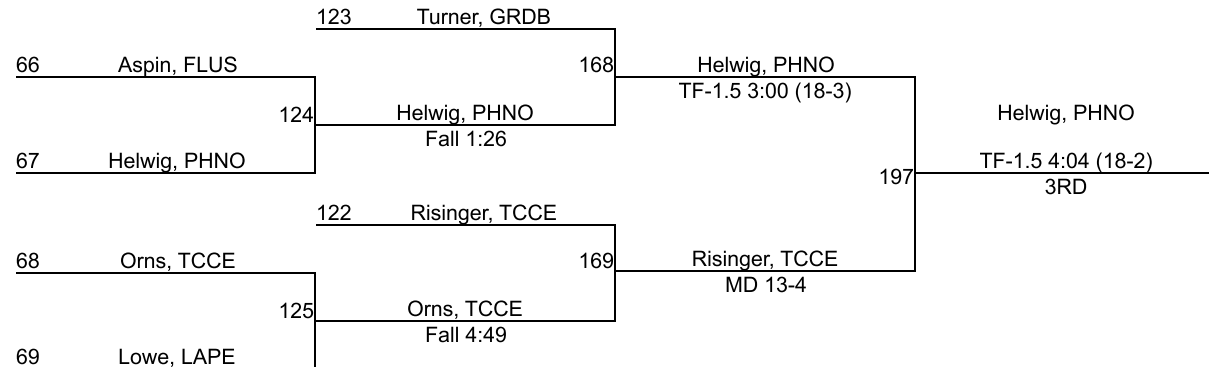 123 Turner, GRDB
66 Aspin, FLUS
168 Helwig, PHNO
TF-1.5 3:00 (18-3)
124 Helwig, PHNO
Fall 1:26
Helwig, PHNO
67 Helwig, PHNO
TF-1.5 4:04 (18-2)
197
3RD
122 Risinger, TCCE
68 Orns, TCCE
169 Risinger, TCCE
MD 13-4
125 Orns, TCCE
Fall 4:49
69 Lowe, LAPE